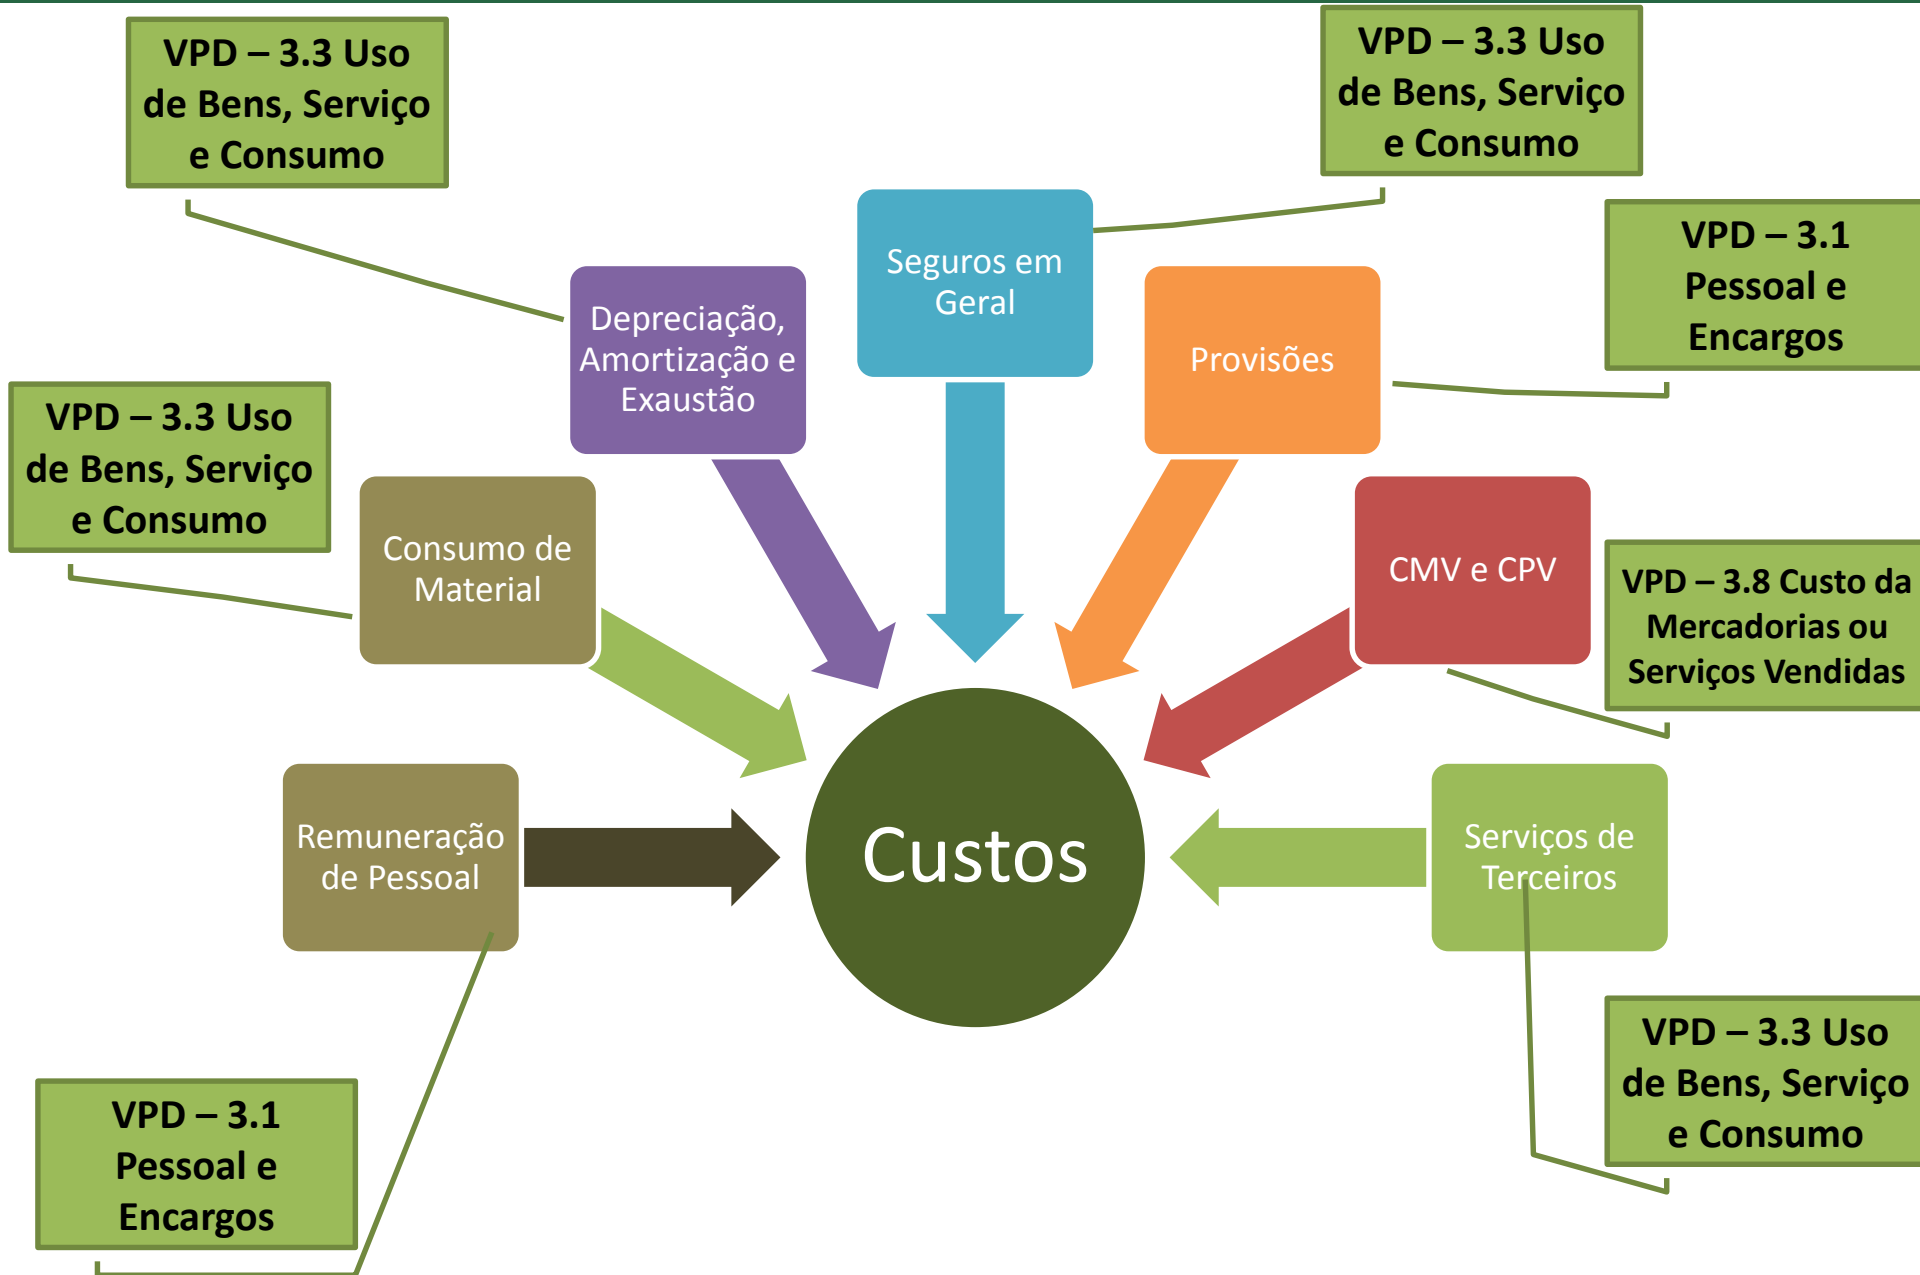 VPD – 3.3 Uso
de Bens, Serviço
e Consumo
VPD – 3.3 Uso
de Bens, Serviço
e Consumo
Seguros em
Geral
VPD – 3.1
Pessoal e
Encargos
Depreciação,
Amortização e
Exaustão
Provisões
VPD – 3.3 Uso
de Bens, Serviço
e Consumo
Consumo de
Material
CMV e CPV
VPD – 3.8 Custo da
Mercadorias ou
Serviços Vendidas
Remuneração
de Pessoal
Custos
Serviços de
Terceiros
VPD – 3.3 Uso
de Bens, Serviço
e Consumo
VPD – 3.1
Pessoal e
Encargos